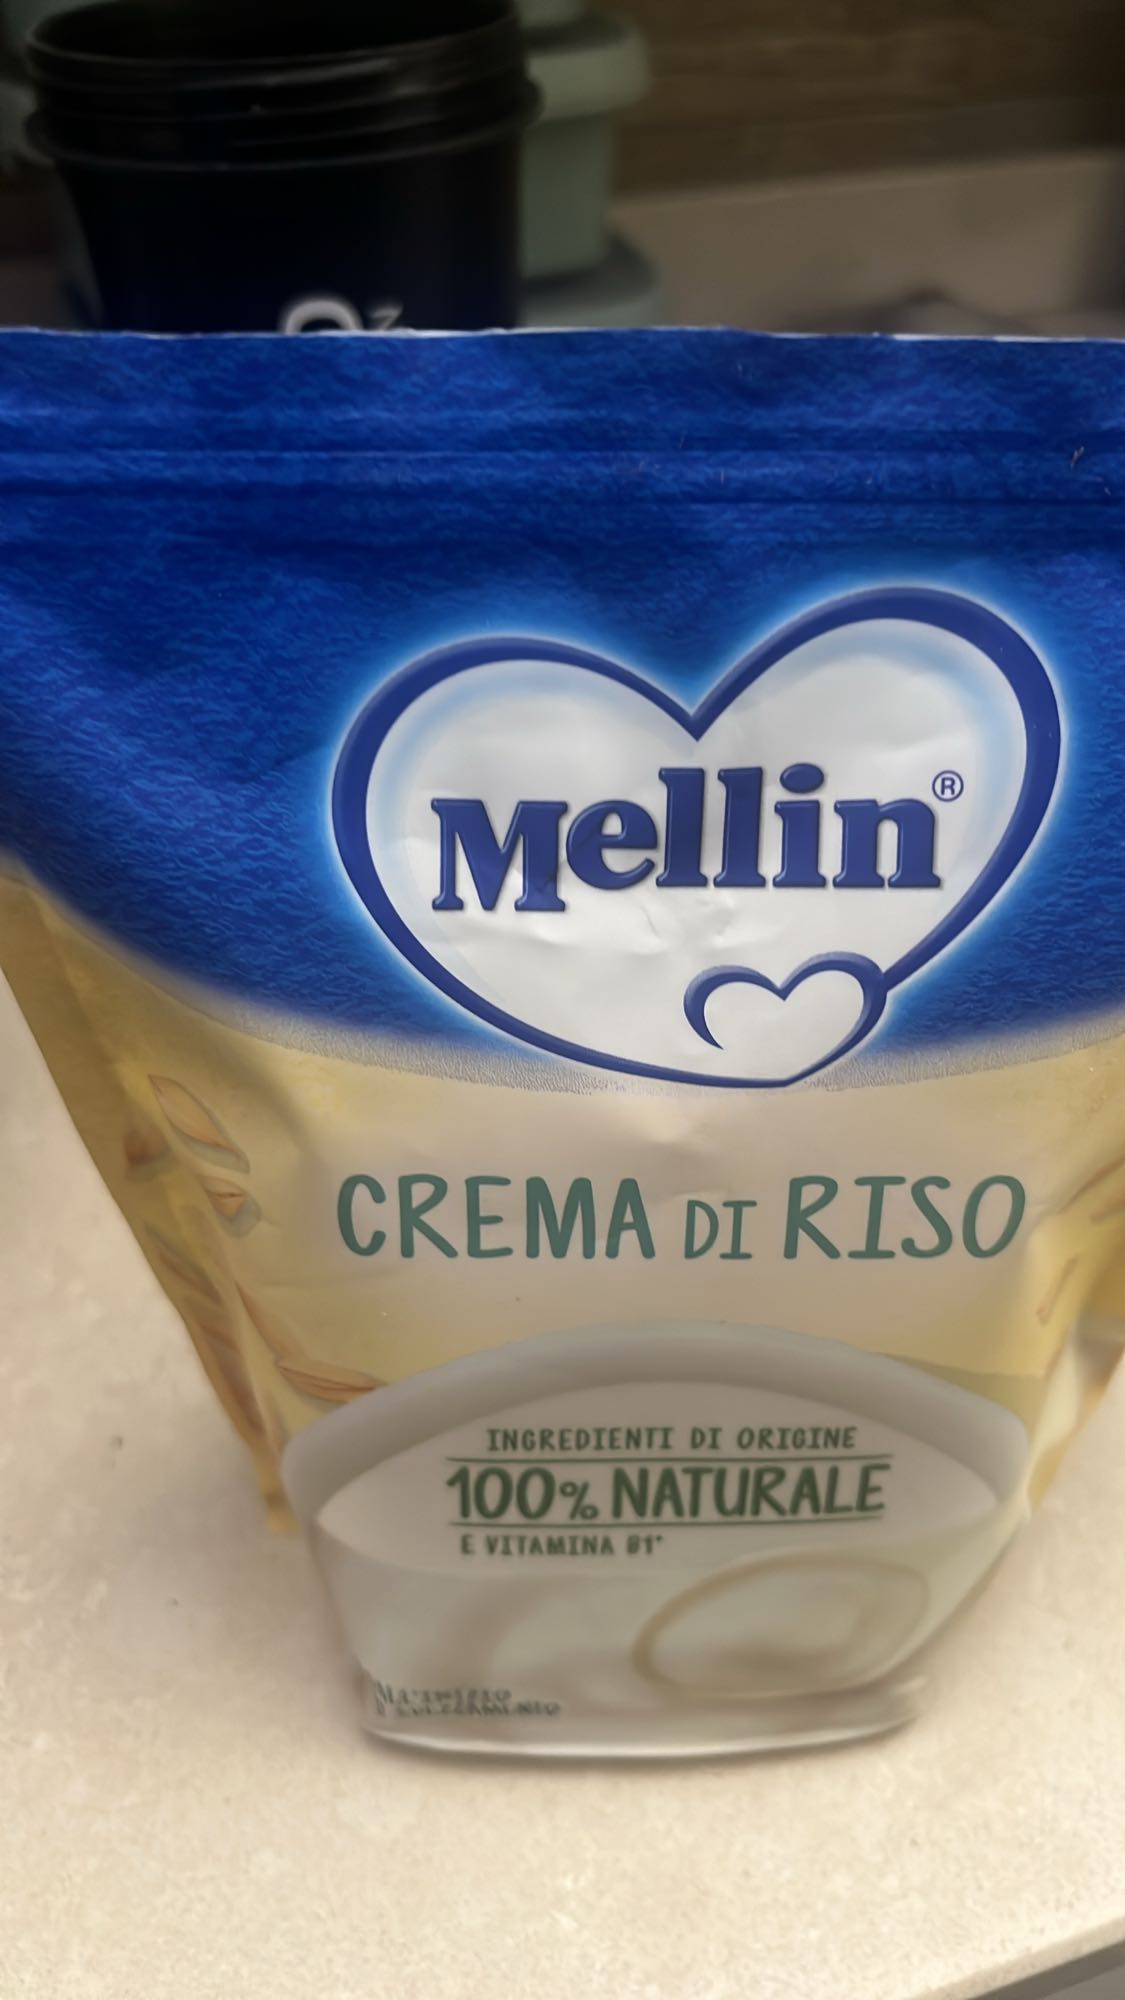 Mellin®
CREMA DI RISO
INGREDIENTI DI ORIGINE
100% NATURALE
E VITAMINA B1*